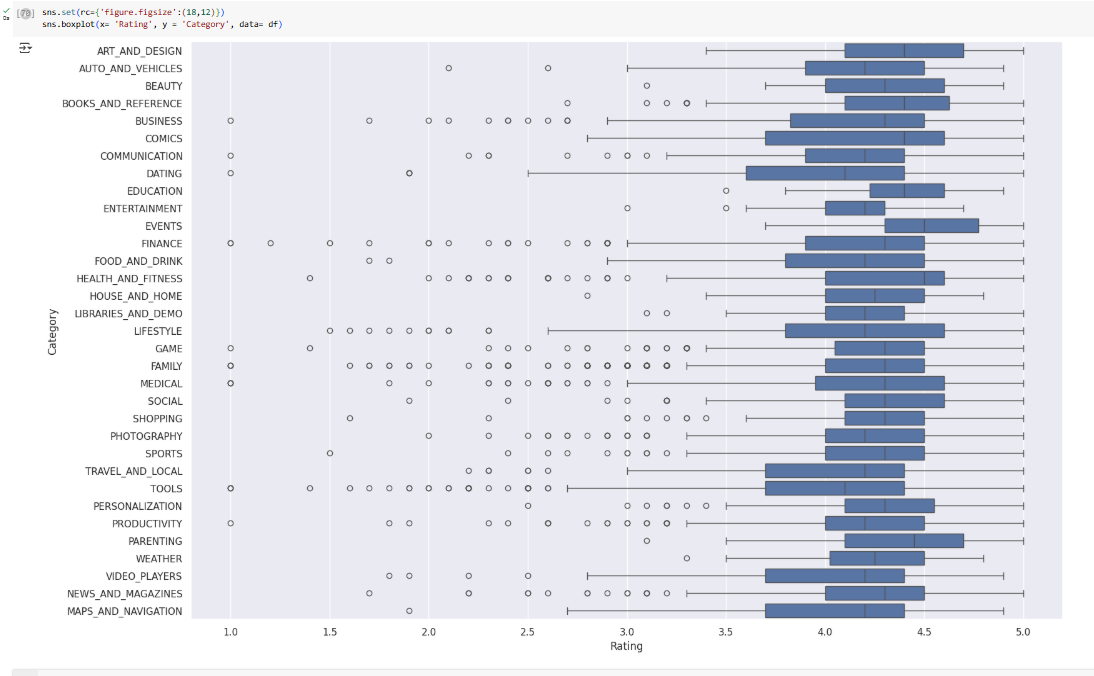 [78]
sns.set(rc={'figure.figsize':(18,12)})
sns.boxplot(x= 'Rating', y = 'Category', data= df)
0s
ART_AND_DESIGN
AUTO_AND_VEHICLES
BEAUTY
BOOKS_AND_REFERENCE
BUSINESS
COMICS
COMMUNICATION
DATING
EDUCATION
ENTERTAINMENT
EVENTS
FINANCE
FOOD_AND_DRINK
HEALTH_AND_FITNESS
HOUSE_AND_HOME
LIBRARIES_AND_DEMO
LIFESTYLE
GAME
FAMILY
MEDICAL
SOCIAL
SHOPPING
PHOTOGRAPHY
SPORTS
TRAVEL_AND_LOCAL
TOOLS
PERSONALIZATION
PRODUCTIVITY
PARENTING
WEATHER
VIDEO_PLAYERS
NEWS_AND_MAGAZINES
MAPS_AND_NAVIGATION
Category
1.0 1.5 2.0 2.5 3.0 3.5 4.0 4.5 5.0
Rating